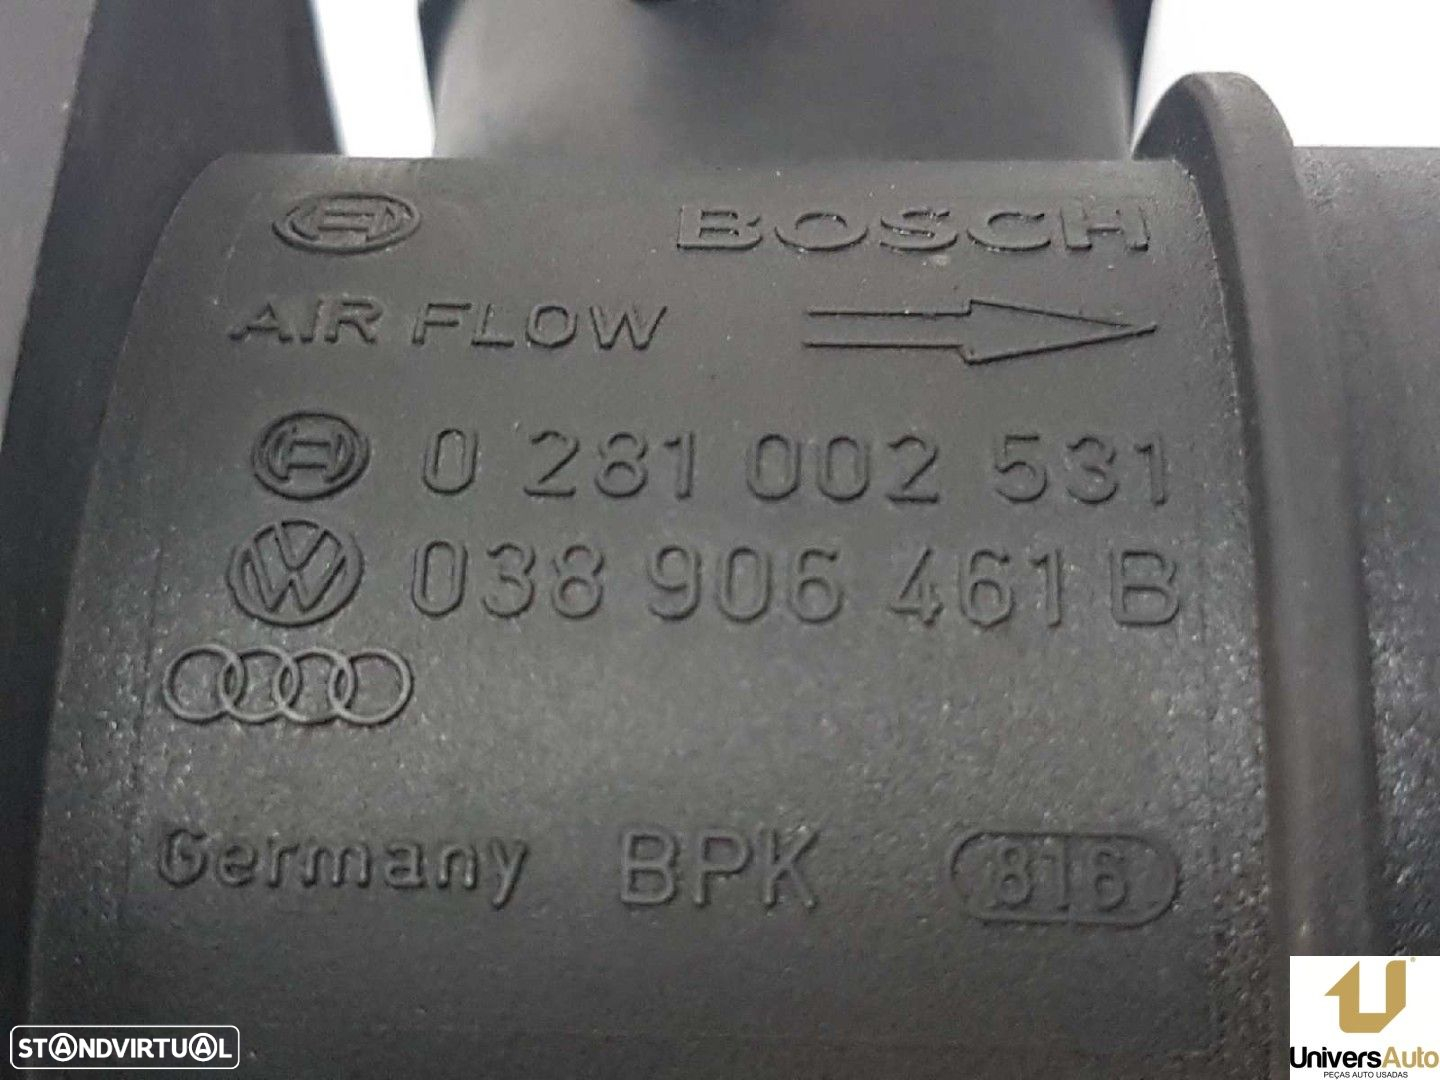 BOSCH
AIR FLOW
0 281 002 531
038 906 461 B
Germany BPK 816
STANDVIRTUAL
UniversAuto
PEÇAS AUTO USADAS